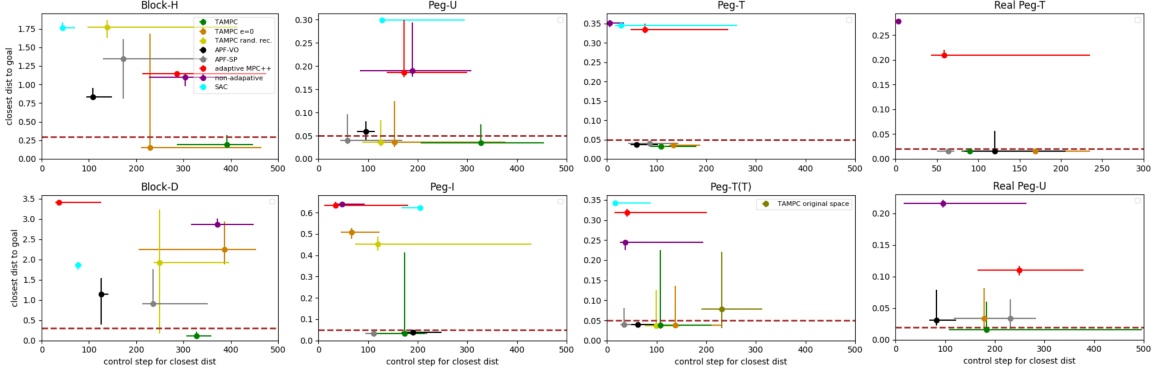 Block-H
Peg-U
Peg-T
Real Peg-T
closest dist to goal
1.75
1.50
1.25
1.00
0.75
0.50
0.25
0.00
TAMPC
TAMPC e=0
TAMPC rand. rec.
APF-VO
APF-SP
adaptive MPC++
non-adapative
SAC
0 100 200 300 400 500
0.30
0.25
0.20
0.15
0.10
0.05
0.00
0 100 200 300 400 500
0.35
0.30
0.25
0.20
0.15
0.10
0.05
0.00
0 100 200 300 400 500
0.25
0.20
0.15
0.10
0.05
0.00
0 50 100 150 200 250 300
Block-D
Peg-I
Peg-T(T)
Real Peg-U
closest dist to goal
3.5
3.0
2.5
2.0
1.5
1.0
0.5
0.0
0 100 200 300 400 500
control step for closest dist
0.6
0.5
0.4
0.3
0.2
0.1
0.0
0 100 200 300 400 500
control step for closest dist
TAMPC original space
0.35
0.30
0.25
0.20
0.15
0.10
0.05
0.00
0 100 200 300 400 500
control step for closest dist
0.20
0.15
0.10
0.05
0.00
0 100 200 300 400 500
control step for closest dist